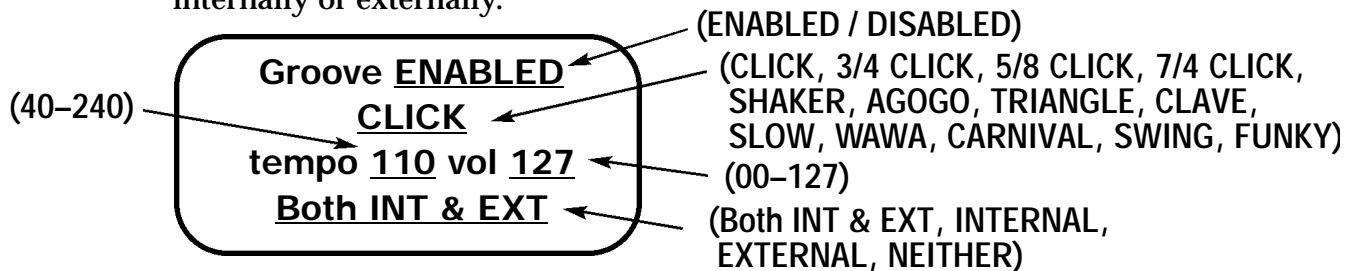 internally or externally.
(ENABLED / DISABLED)
Groove ENABLED
(CLICK, 3/4 CLICK, 5/8 CLICK, 7/4 CLICK,
SHAKER, AGOGO, TRIANGLE, CLAVE,
SLOW, WAWA, CARNIVAL, SWING, FUNKY)
(40–240)
CLICK
tempo 110 vol 127
(00–127)
Both INT & EXT
(Both INT & EXT, INTERNAL,
EXTERNAL, NEITHER)